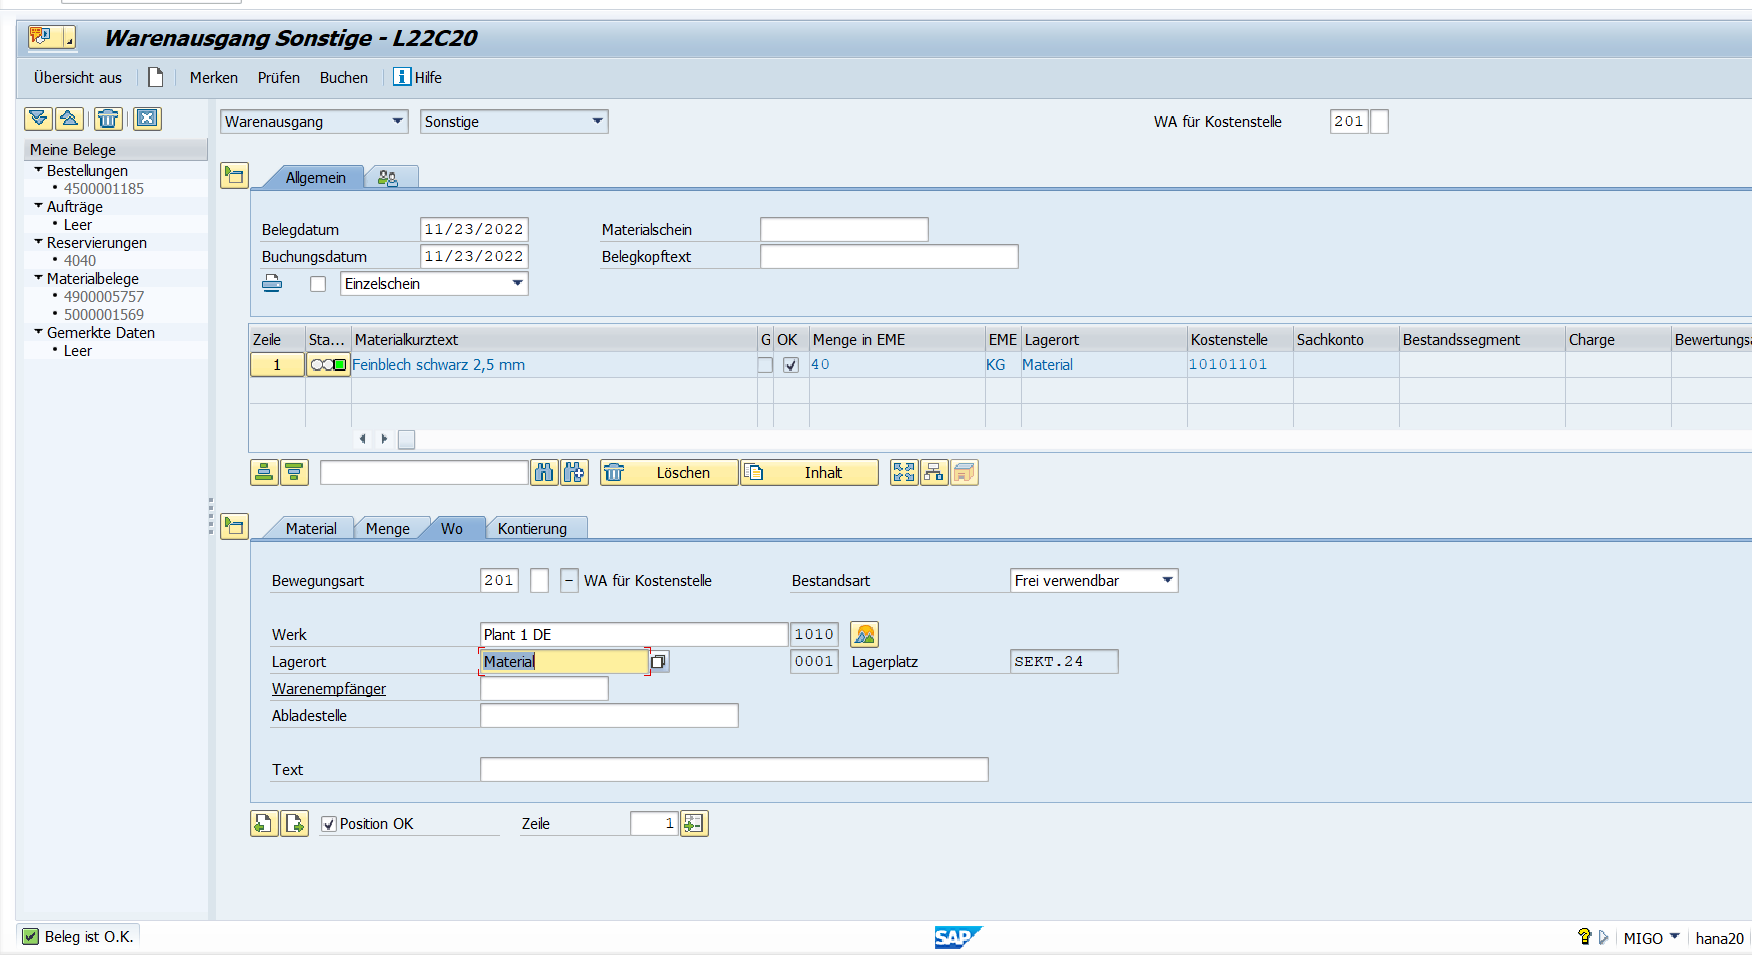 Warenausgang Sonstige - L22C20
Übersicht aus Merken Prüfen Buchen Hilfe
Warenausgang Sonstige WA für Kostenstelle 201
Meine Belege
Bestellungen
4500001185
Aufträge
Leer
Reservierungen
4040
Materialbelege
4900005757
5000001569
Gemerkte Daten
Leer
Allgemein
Belegdatum 11/23/2022 Materialschein
Buchungsdatum 11/23/2022 Belegkopftext
Einzelschein
Zeile Sta... Materialkurztext G OK Menge in EME EME Lagerort Kostenstelle Sachkonto Bestandssegment Charge Bewertungsa
1 Feinblech schwarz 2,5 mm 40 KG Material 10101101
Löschen Inhalt
Material Menge Wo Kontierung
Bewegungsart 201 - WA für Kostenstelle Bestandsart Frei verwendbar
Werk Plant 1 DE 1010
Lagerort Material 0001 Lagerplatz SEKT.24
Warenempfänger
Abladestelle
Text
Position OK Zeile 1
Beleg ist O.K. SAP MIGO hana20